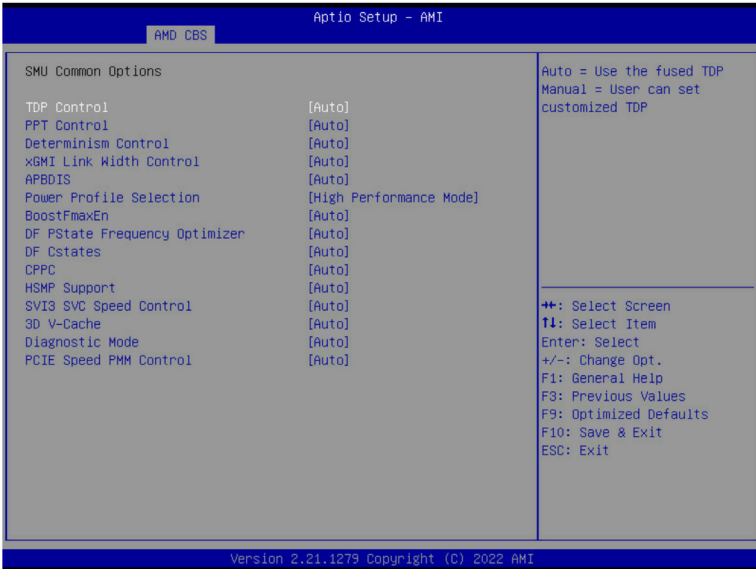 Aptio Setup – AMI
AMD CBS
SMU Common Options
TDP Control [Auto]
PPT Control [Auto]
Determinism Control [Auto]
xGMI Link Width Control [Auto]
APBDIS [Auto]
Power Profile Selection [High Performance Mode]
BoostFmaxEn [Auto]
DF PState Frequency Optimizer [Auto]
DF Cstates [Auto]
CPPC [Auto]
HSMP Support [Auto]
SVI3 SVC Speed Control [Auto]
3D V-Cache [Auto]
Diagnostic Mode [Auto]
PCIE Speed PMM Control [Auto]
Auto = Use the fused TDP
Manual = User can set
customized TDP
→←: Select Screen
↑↓: Select Item
Enter: Select
+/-: Change Opt.
F1: General Help
F3: Previous Values
F9: Optimized Defaults
F10: Save & Exit
ESC: Exit
Version 2.21.1279 Copyright (C) 2022 AMI